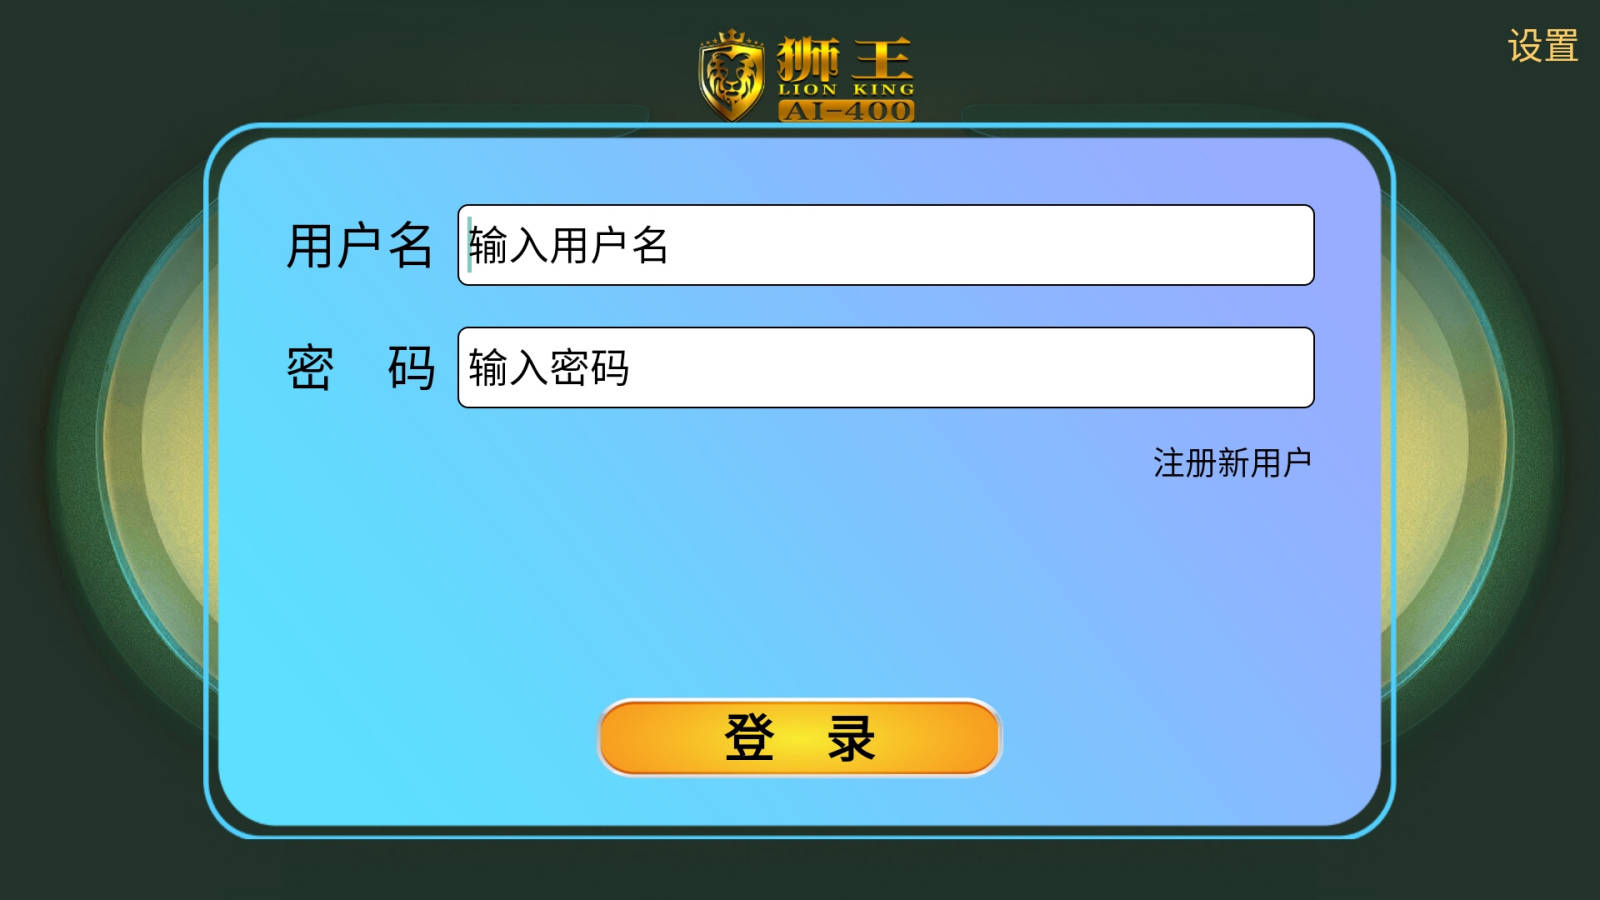 狮王
LION KING
AI-400
设置
用户名 输入用户名
密 码 输入密码
注册新用户
登 录